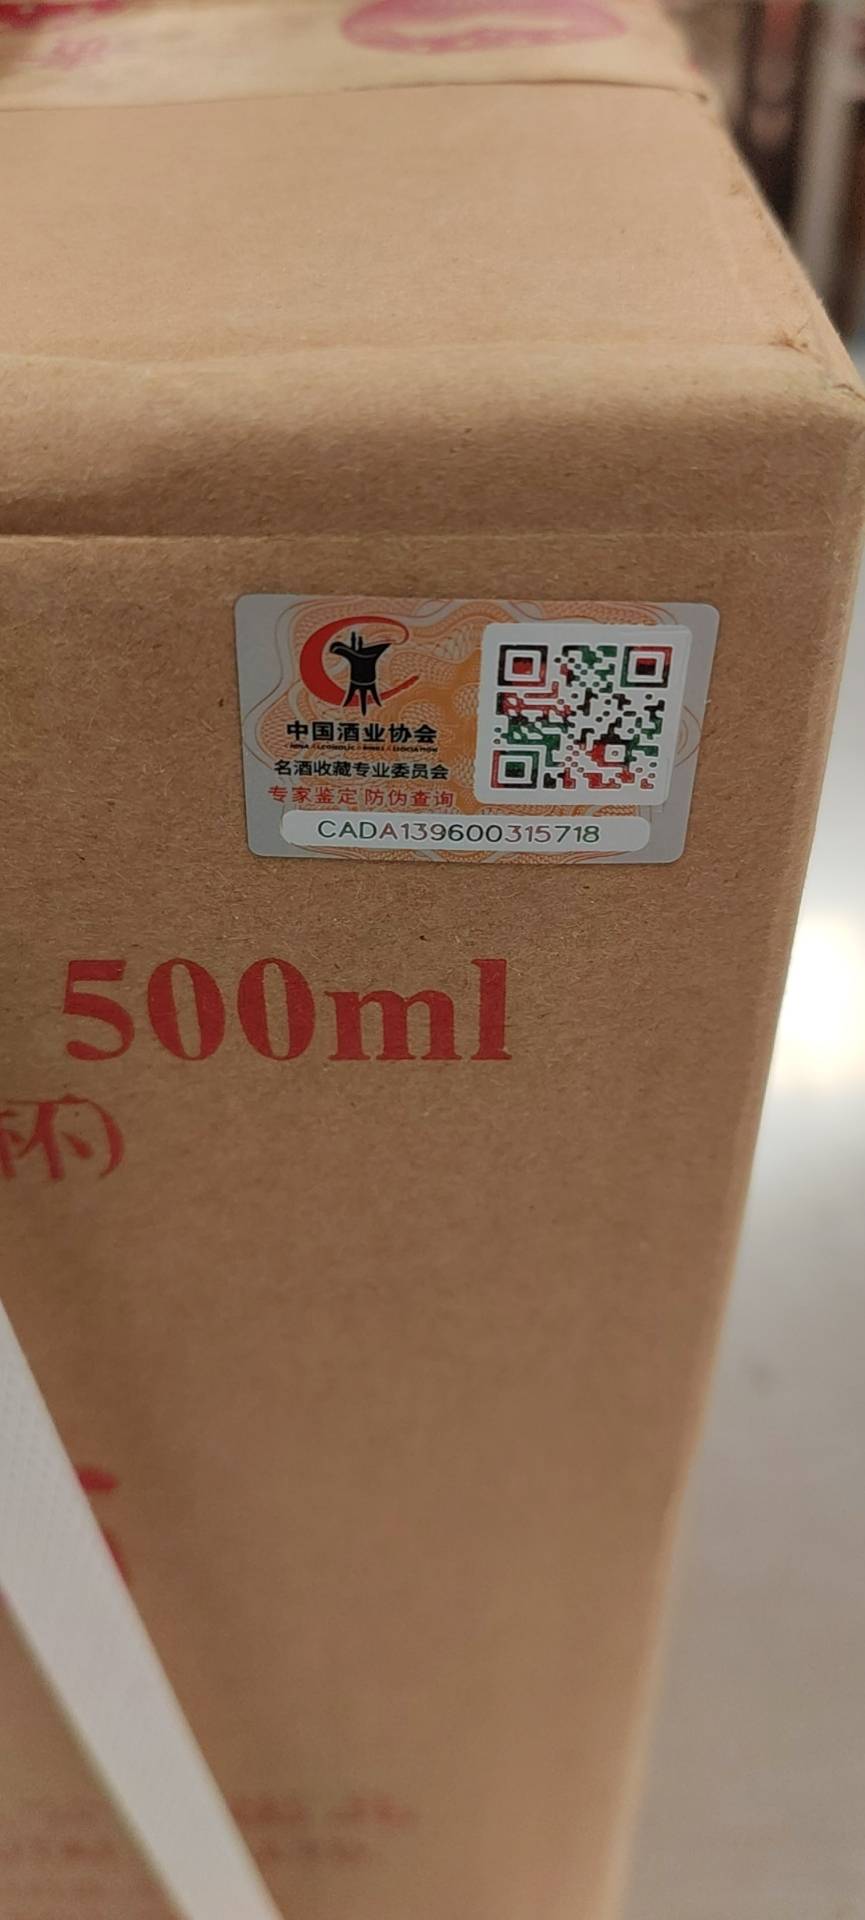 中国酒业协会
名酒收藏专业委员会
专家鉴定 防伪查询
CADA139600315718
500ml
杯)